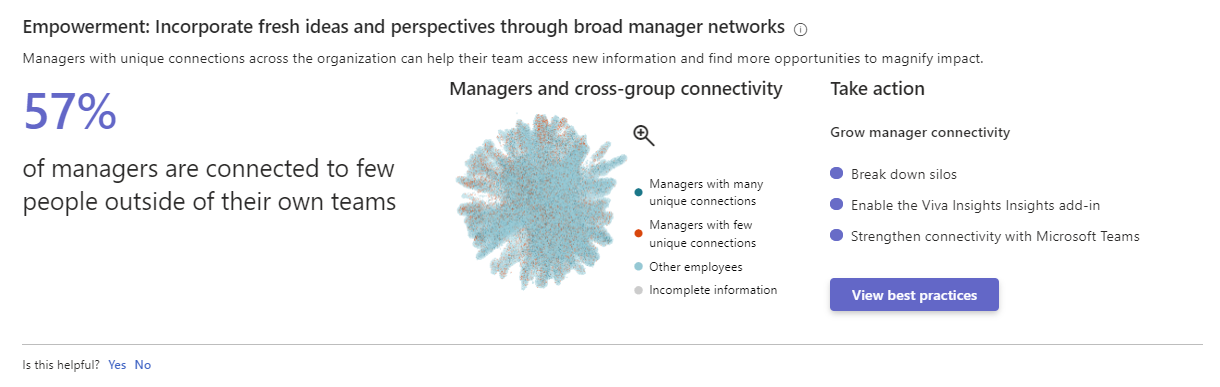 Empowerment: Incorporate fresh ideas and perspectives through broad manager networks
Managers with unique connections across the organization can help their team access new information and find more opportunities to magnify impact.
57%
of managers are connected to few
people outside of their own teams
Managers and cross-group connectivity
Managers with many
unique connections
Managers with few
unique connections
Other employees
Incomplete information
Take action
Grow manager connectivity
Break down silos
Enable the Viva Insights Insights add-in
Strengthen connectivity with Microsoft Teams
View best practices
Is this helpful? Yes No